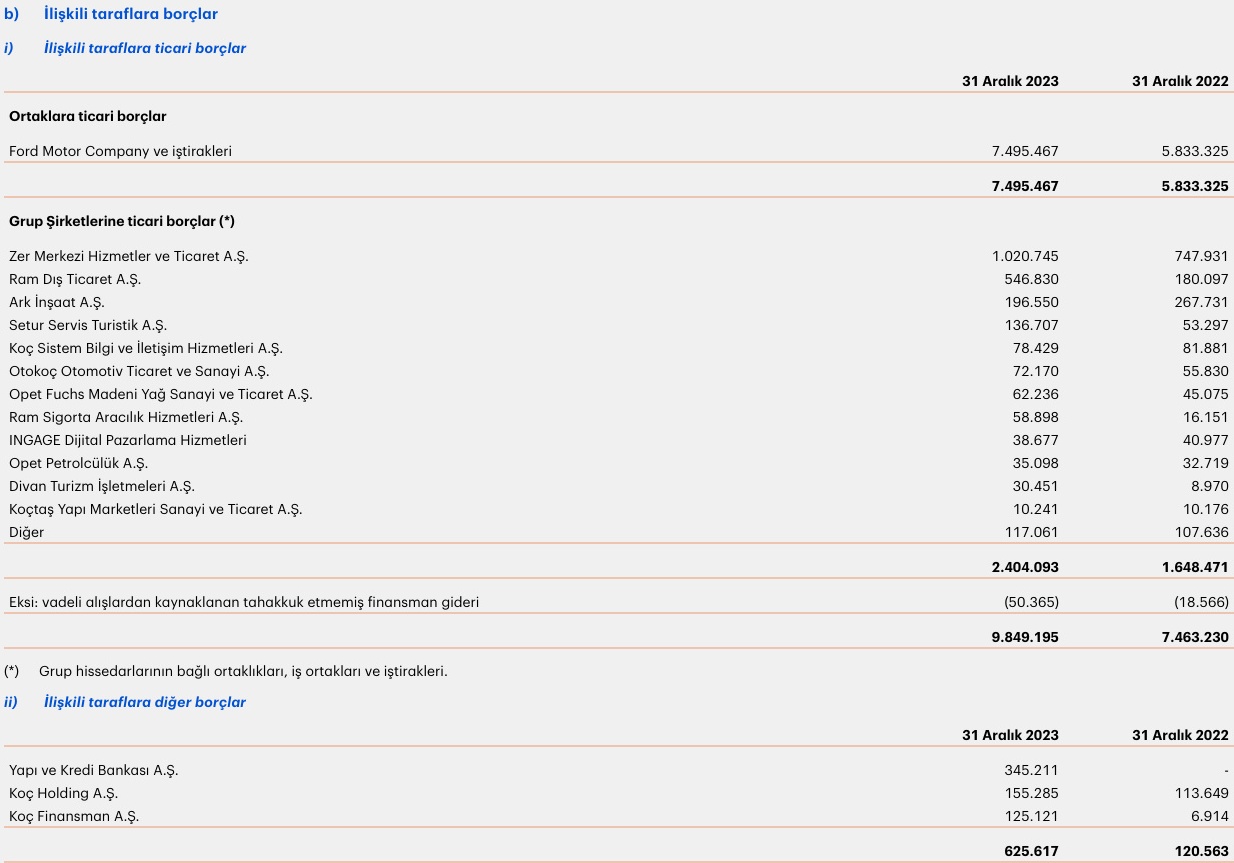 b) İlişkili taraflara borçlar
i) İlişkili taraflara ticari borçlar
31 Aralık 2023 31 Aralık 2022
Ortaklara ticari borçlar
Ford Motor Company ve iştirakleri 7.495.467 5.833.325
7.495.467 5.833.325
Grup Şirketlerine ticari borçlar (*)
Zer Merkezi Hizmetler ve Ticaret A.Ş. 1.020.745 747.931
Ram Dış Ticaret A.Ş. 546.830 180.097
Ark İnşaat A.Ş. 196.550 267.731
Setur Servis Turistik A.Ş. 136.707 53.297
Koç Sistem Bilgi ve İletişim Hizmetleri A.Ş. 78.429 81.881
Otokoç Otomotiv Ticaret ve Sanayi A.Ş. 72.170 55.830
Opet Fuchs Madeni Yağ Sanayi ve Ticaret A.Ş. 62.236 45.075
Ram Sigorta Aracılık Hizmetleri A.Ş. 58.898 16.151
INGAGE Dijital Pazarlama Hizmetleri 38.677 40.977
Opet Petrolcülük A.Ş. 35.098 32.719
Divan Turizm İşletmeleri A.Ş. 30.451 8.970
Koçtaş Yapı Marketleri Sanayi ve Ticaret A.Ş. 10.241 10.176
Diğer 117.061 107.636
2.404.093 1.648.471
Eksi: vadeli alışlardan kaynaklanan tahakkuk etmemiş finansman gideri (50.365) (18.566)
9.849.195 7.463.230
(*) Grup hissedarlarının bağlı ortaklıkları, iş ortakları ve iştirakleri.
ii) İlişkili taraflara diğer borçlar
31 Aralık 2023 31 Aralık 2022
Yapı ve Kredi Bankası A.Ş. 345.211 -
Koç Holding A.Ş. 155.285 113.649
Koç Finansman A.Ş. 125.121 6.914
625.617 120.563